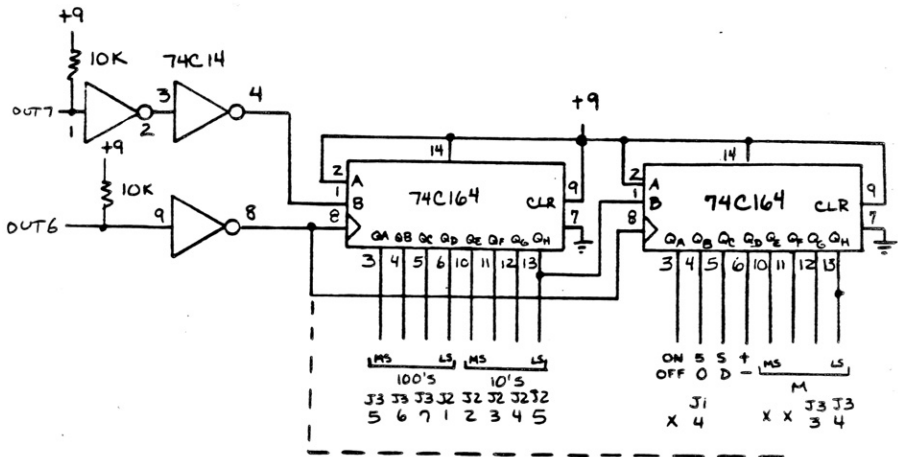 +9
10K
74C14
3
4
OUT7
1
2
+9
+9
10K
OUT6
9
8
14
2
A
1
B
8
74C164
CLR
9
7
QA QB QC QD QE QF QG QH
3 4 5 6 10 11 12 13
14
2
A
1
B
8
74C164
CLR
9
7
QA QB QC QD QE QF QG QH
3 4 5 6 10 11 12 13
MS LS MS LS
100'S 10'S
J3 J3 J3 J2 J2 J2 J2 J2
5 6 7 1 2 3 4 5
ON 5 S + MS LS
OFF 0 D -
M
J1 J3 J3
X 4 X X 3 4